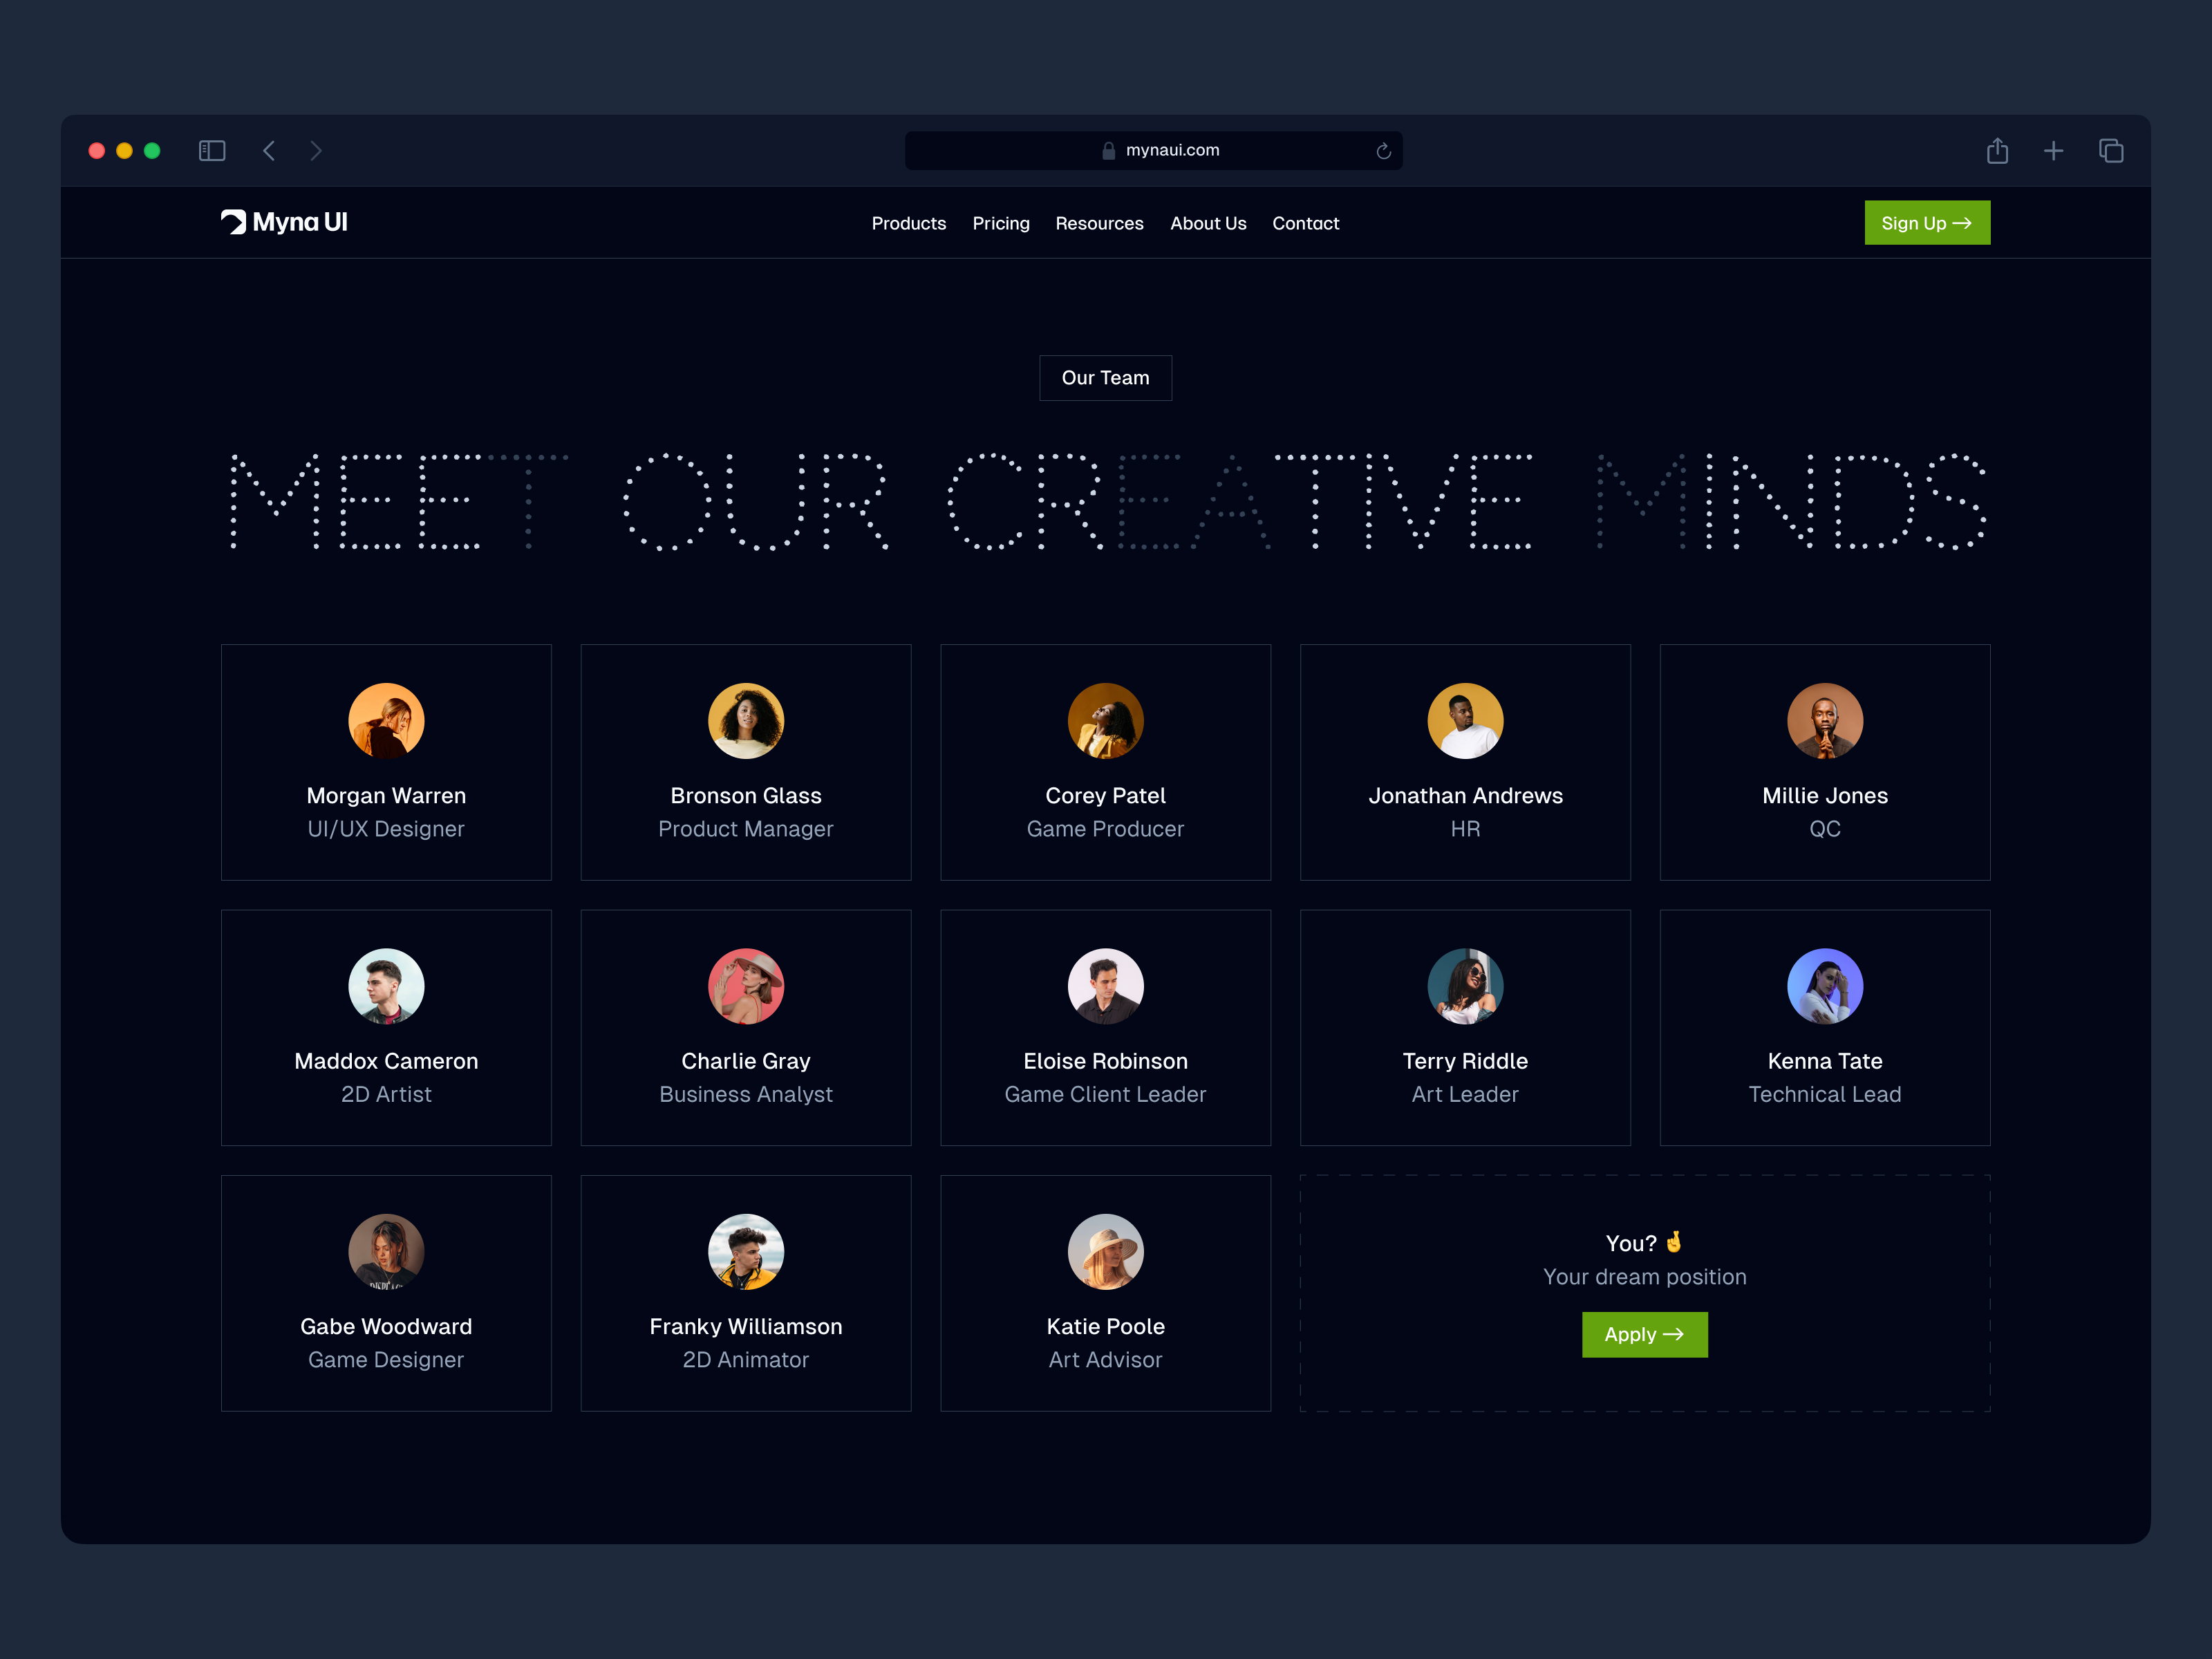 mynaui.com
Myna UI
Products Pricing Resources About Us Contact
Sign Up →
Our Team
MEET OUR CREATIVE MINDS
Morgan Warren
UI/UX Designer
Bronson Glass
Product Manager
Corey Patel
Game Producer
Jonathan Andrews
HR
Millie Jones
QC
Maddox Cameron
2D Artist
Charlie Gray
Business Analyst
Eloise Robinson
Game Client Leader
Terry Riddle
Art Leader
Kenna Tate
Technical Lead
Gabe Woodward
Game Designer
Franky Williamson
2D Animator
Katie Poole
Art Advisor
You? 🤞
Your dream position
Apply →